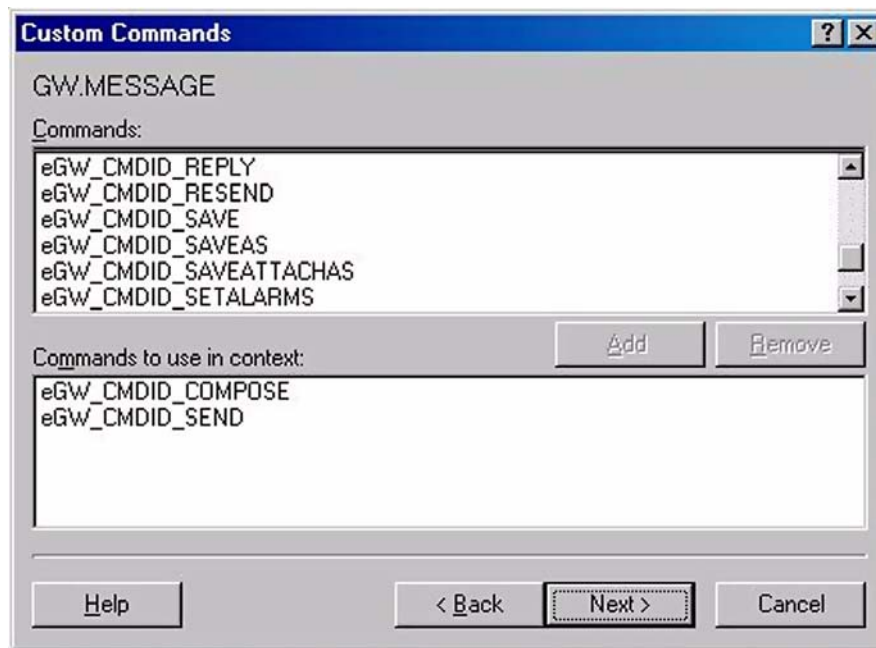 Custom Commands
GW.MESSAGE
Commands:
eGW_CMDID_REPLY
eGW_CMDID_RESEND
eGW_CMDID_SAVE
eGW_CMDID_SAVEAS
eGW_CMDID_SAVEATTACHAS
eGW_CMDID_SETALARMS
Add
Remove
Commands to use in context:
eGW_CMDID_COMPOSE
eGW_CMDID_SEND
Help
< Back
Next >
Cancel